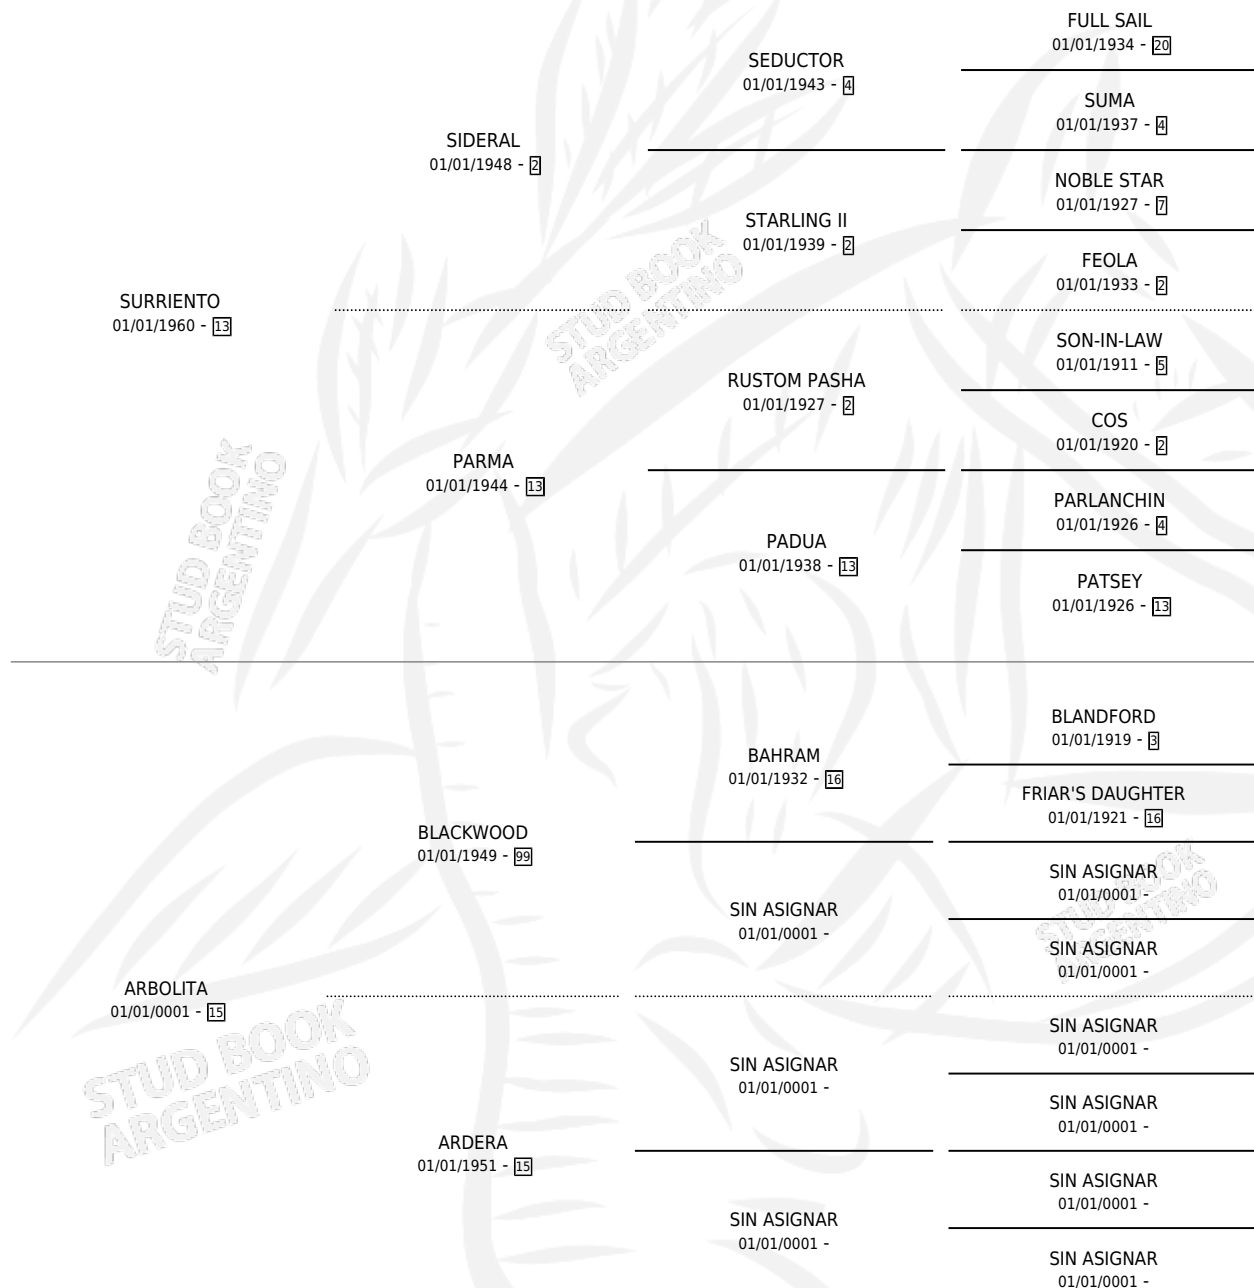 FULL SAIL
01/01/1934 - 20
SEDUCTOR
01/01/1943 - 4
SUMA
01/01/1937 - 4
SIDERAL
01/01/1948 - 2
NOBLE STAR
01/01/1927 - 7
STARLING II
01/01/1939 - 2
FEOLA
01/01/1933 - 2
SURRIENTO
01/01/1960 - 13
STUD BOOK
ARGENTINO
SON-IN-LAW
01/01/1911 - 5
RUSTOM PASHA
01/01/1927 - 2
COS
01/01/1920 - 2
PARMA
01/01/1944 - 13
PARLANCHIN
01/01/1926 - 4
PADUA
01/01/1938 - 13
PATSEY
01/01/1926 - 13
STUD BOOK
ARGENTINO
BLANDFORD
01/01/1919 - 3
BAHRAM
01/01/1932 - 16
FRIAR'S DAUGHTER
01/01/1921 - 16
BLACKWOOD
01/01/1949 - 99
SIN ASIGNAR
01/01/0001 -
SIN ASIGNAR
01/01/0001 -
SIN ASIGNAR
01/01/0001 -
STUD BOOK
ARGENTINO
ARBOLITA
01/01/0001 - 15
SIN ASIGNAR
01/01/0001 -
SIN ASIGNAR
01/01/0001 -
SIN ASIGNAR
01/01/0001 -
STUD BOOK
ARGENTINO
ARDERA
01/01/1951 - 15
SIN ASIGNAR
01/01/0001 -
SIN ASIGNAR
01/01/0001 -
SIN ASIGNAR
01/01/0001 -